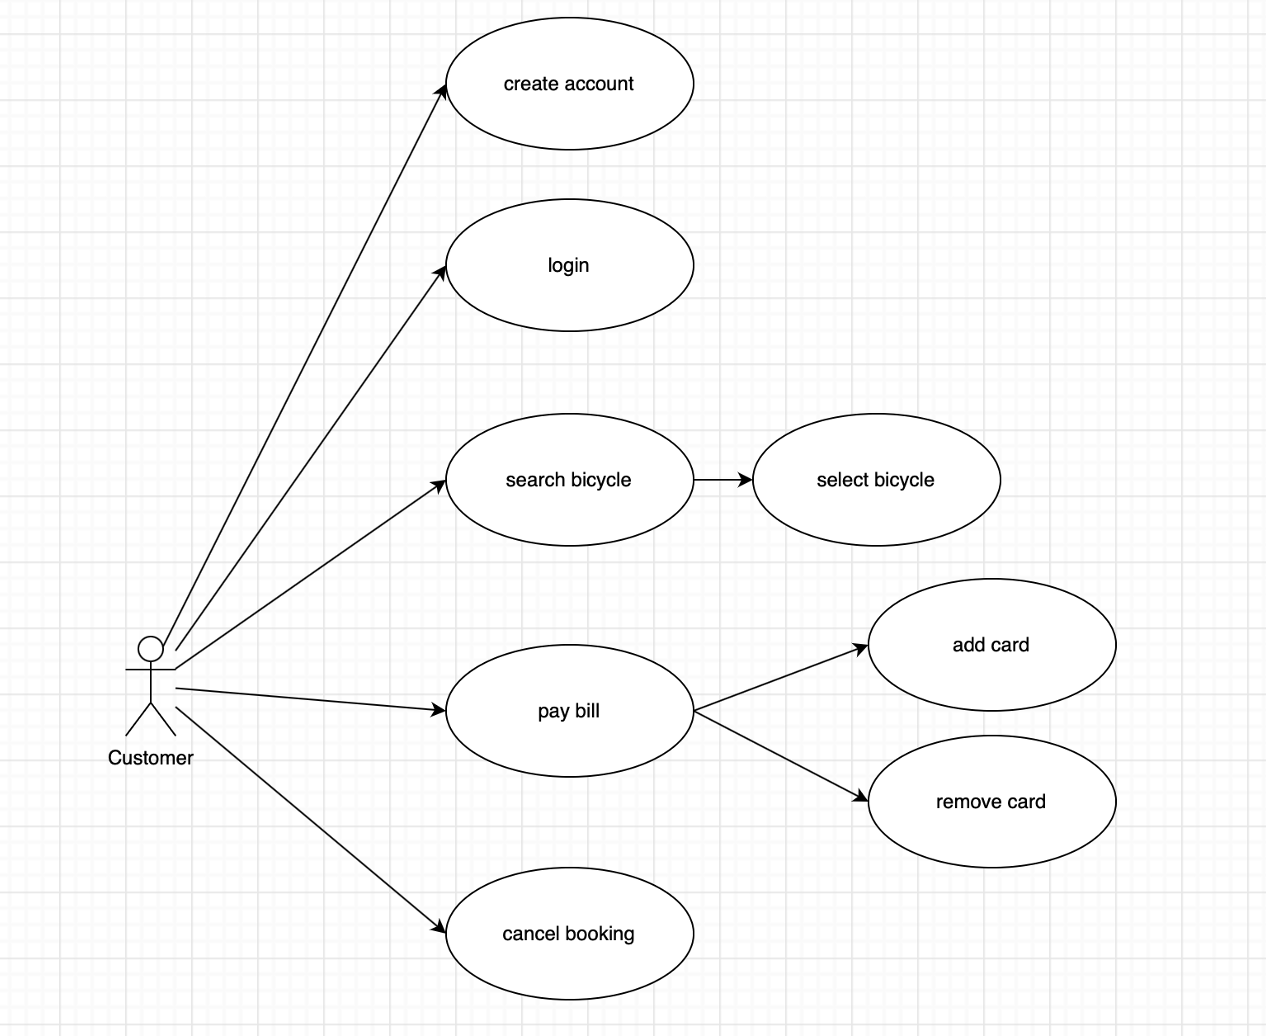 create account
login
search bicycle
select bicycle
add card
pay bill
remove card
Customer
cancel booking